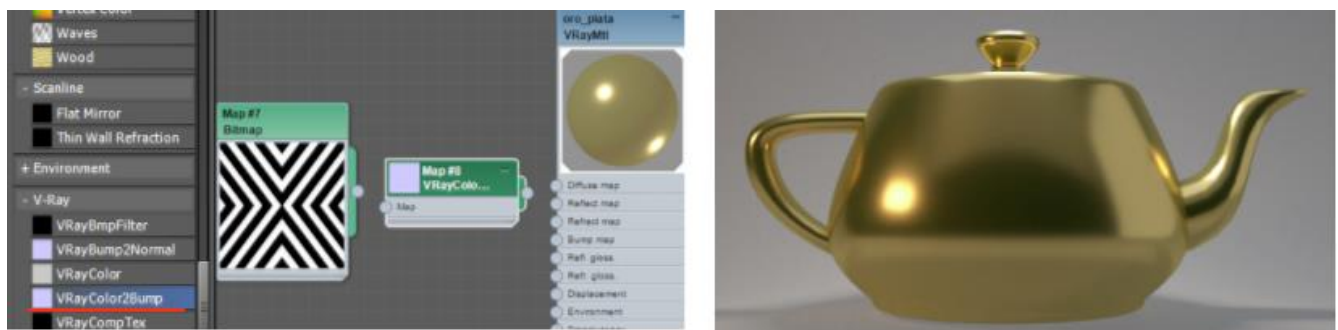 Vertex Color
Waves
Wood
- Scanline
Flat Mirror
Thin Wall Refraction
+ Environment
- V-Ray
VRayBmpFilter
VRayBump2Normal
VRayColor
VRayColor2Bump
VRayCompTex
Map #7
Bitmap
Map #8
VRayColo...
Map
oro_plata
VRayMtl
Diffuse map
Reflect map
Refract map
Bump map
Refl. gloss.
Refr. gloss.
Displacement
Environment